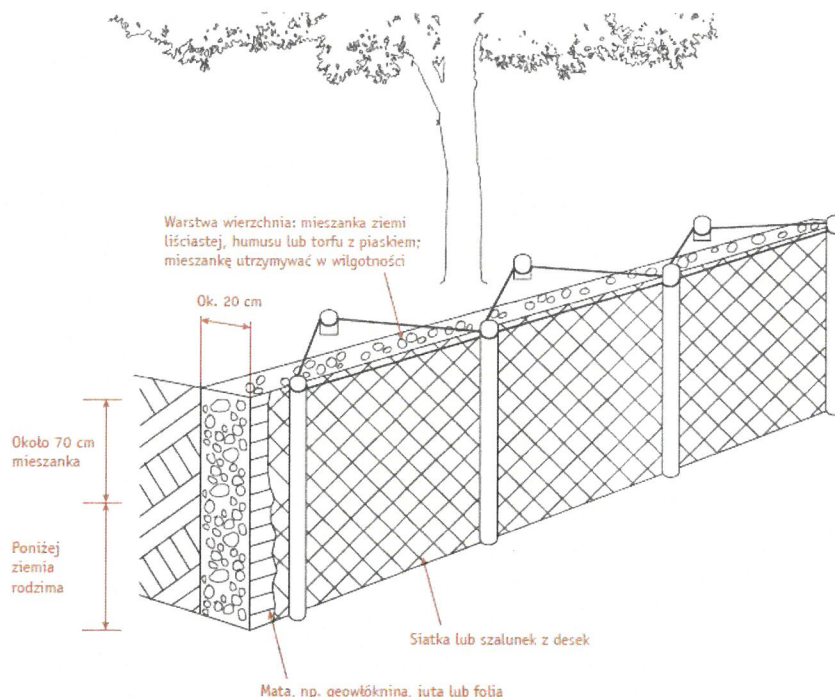 Warstwa wierzchnia: mieszanka ziemi
liściastej, humusu lub torfu z piaskiem;
mieszankę utrzymywać w wilgotności
Ok. 20 cm
Około 70 cm
mieszanka
Poniżej
ziemia
rodzima
Siatka lub szalunek z desek
Mata, np. geowłóknina, juta lub folia